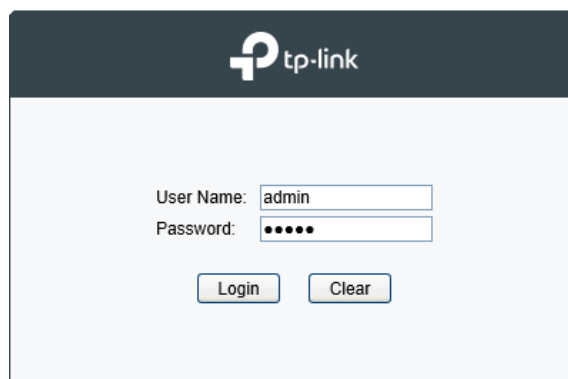 tp-link
User Name: admin
Password: •••••
Login Clear